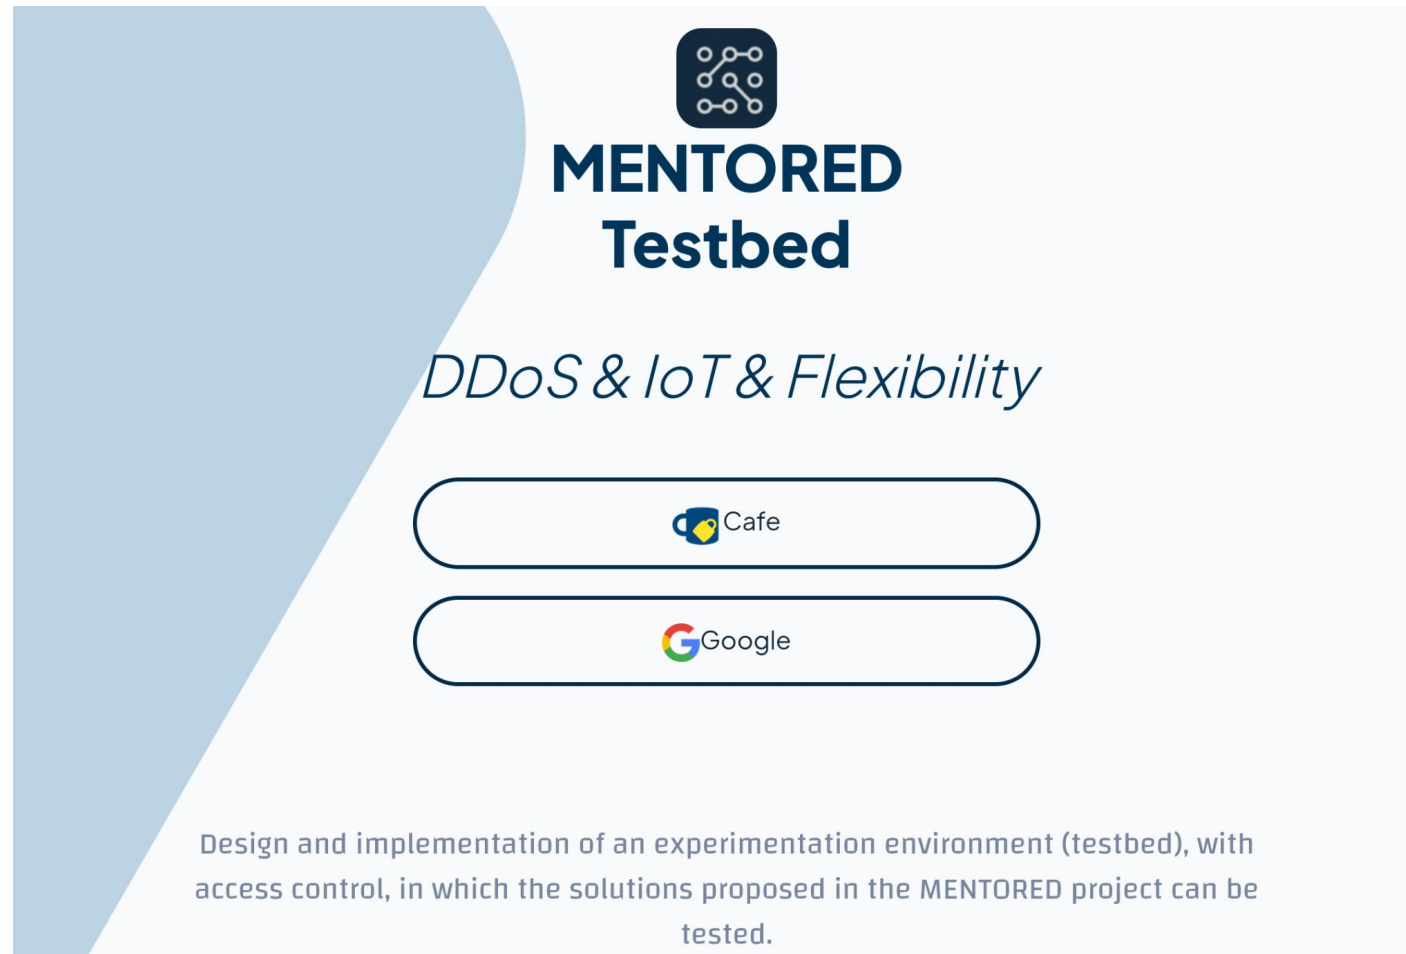 MENTORED
Testbed
DDoS & IoT & Flexibility
Cafe
Google
Design and implementation of an experimentation environment (testbed), with
access control, in which the solutions proposed in the MENTORED project can be
tested.